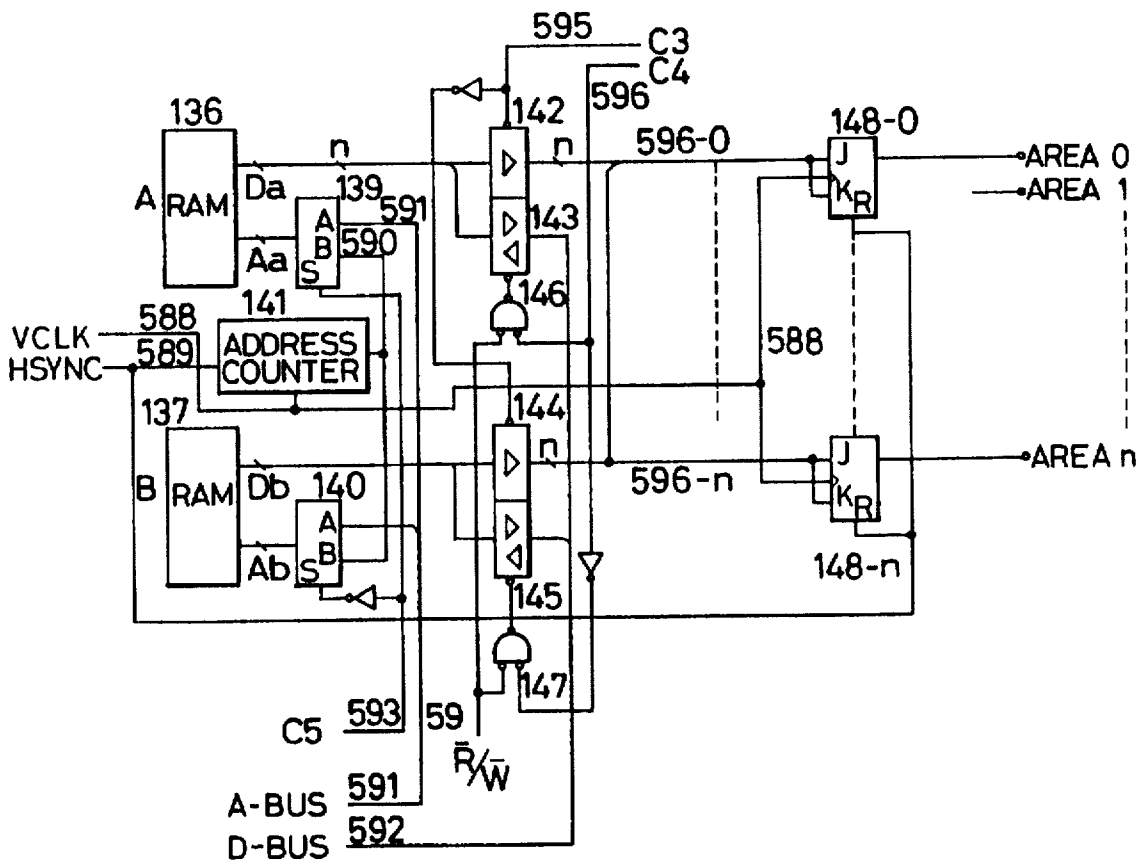 595
C3
C4
596
136
142
148-0
n
n
596-0
J
AREA 0
Da
139
K
R
AREA 1
A
RAM
591
A
143
590
B
Aa
S
146
141
588
VCLK
ADDRESS
COUNTER
588
589
HSYNC
137
144
n
J
AREA n
B
RAM
Db
140
596-n
K
R
A
B
Ab
S
148-n
145
147
593
59
C5
R̅/W̅
591
A-BUS
592
D-BUS